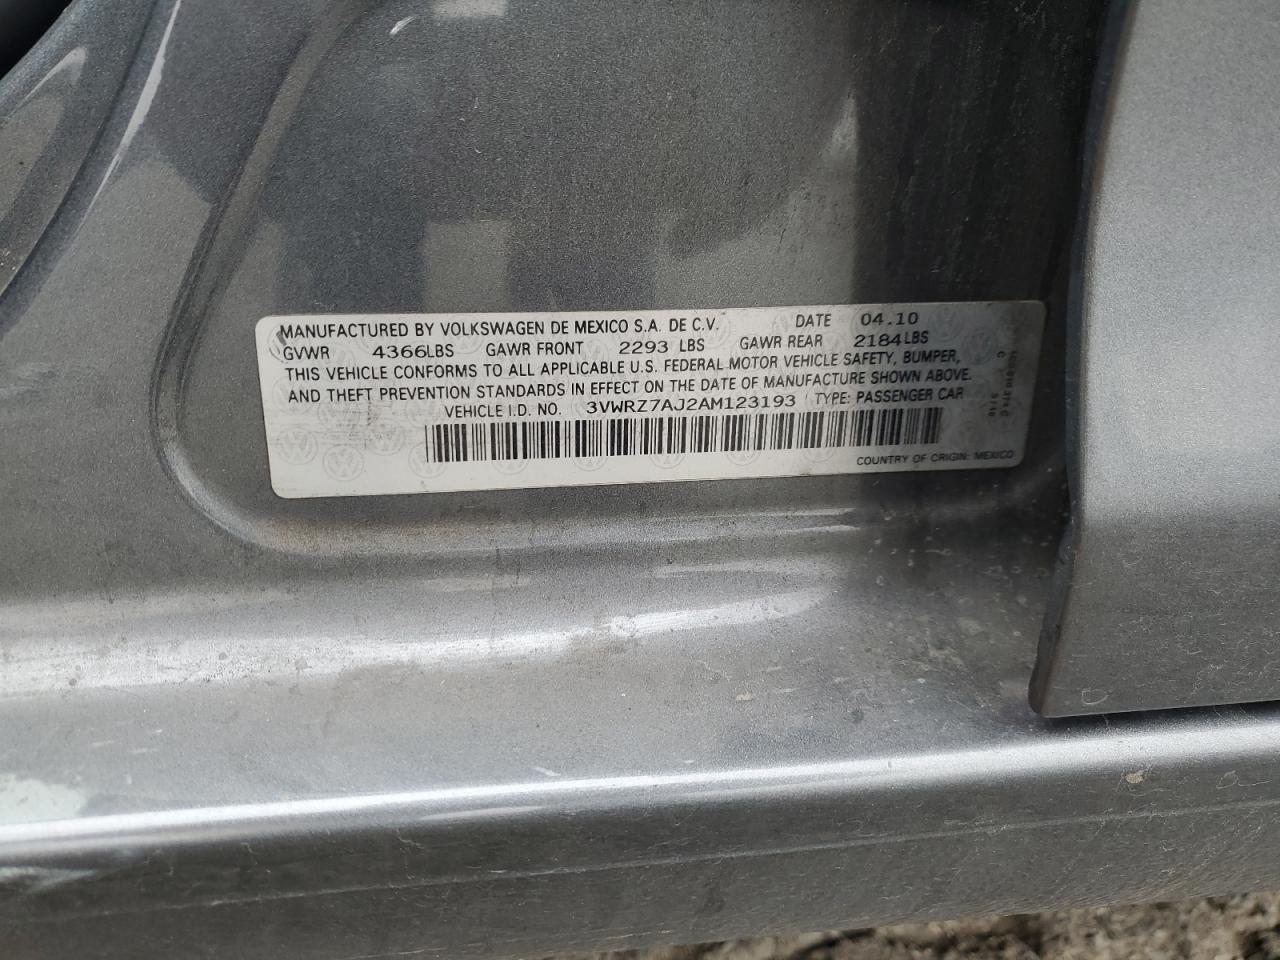 MANUFACTURED BY VOLKSWAGEN DE MEXICO S.A. DE C.V. DATE 04.10
GVWR 4366LBS GAWR FRONT 2293 LBS GAWR REAR 2184LBS
THIS VEHICLE CONFORMS TO ALL APPLICABLE U.S. FEDERAL MOTOR VEHICLE SAFETY, BUMPER,
AND THEFT PREVENTION STANDARDS IN EFFECT ON THE DATE OF MANUFACTURE SHOWN ABOVE.
VEHICLE I.D. NO. 3VWRZ7AJ2AM123193 TYPE: PASSENGER CAR
COUNTRY OF ORIGIN: MEXICO